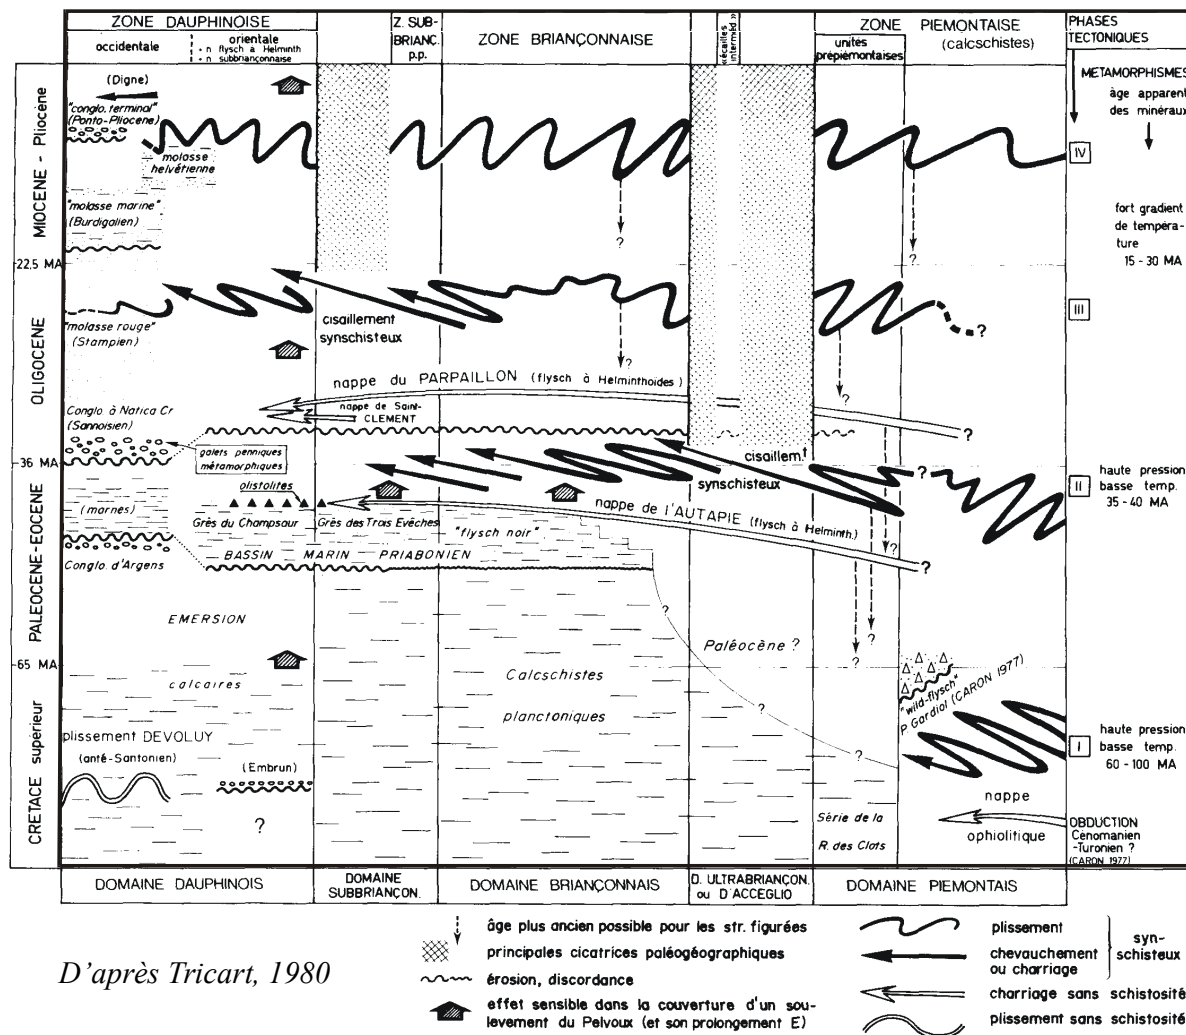 ZONE DAUPHINOISE
occidentale
orientale
+ n flysch à Helminth
+ n subbriançonnaise
Z. SUB-
BRIANÇ.
p.p.
ZONE BRIANÇONNAISE
«écailles
interméd.»
ZONE PIEMONTAISE
(calcschistes)
unités
prépiémontaises
PHASES
TECTONIQUES
METAMORPHISMES
âge apparent
des minéraux
MIOCENE - Pliocene
22.5 MA
OLIGOCENE
36 MA
PALEOCENE-EOCENE
65 MA
CRETACE supérieur
(Digne)
"conglo. terminal"
(Ponto-Pliocene)
molasse
helvétienne
"molasse marine"
(Burdigalien)
?
?
IV
fort gradient
de tempéra-
ture
15 - 30 MA
"molasse rouge"
(Stampien)
cisaillement
synschisteux
?
?
?
III
nappe du PARPAILLON (flysch à Helminthoides)
nappe de Saint-
CLEMENT
?
Conglo à Natica Cr
(Sannoisien)
galets penniques
métamorphiques
cisaillem.t
synschisteux
?
II
haute pression
basse temp.
35 - 40 MA
olistolites
(marnes)
Grès du Champsaur
Grès des Trois Evêches
"flysch noir"
nappe de l'AUTAPIE (flysch à Helminth.)
?
?
BASSIN MARIN PRIABONIEN
Conglo. d'Argens
EMERSION
?
Paléocène ?
?
?
calcaires
Calcschistes
planctoniques
?
?
"wild-flysch"
P. Gardiol (CARON 1977)
plissement DEVOLUY
(anté-Santonien)
(Embrun)
?
I
haute pression
basse temp.
60 - 100 MA
nappe
ophiolitique
Série de la
R. des Clots
OBDUCTION
Cénomanien
-Turonien ?
(CARON 1977)
DOMAINE DAUPHINOIS
DOMAINE
SUBBRIANÇON.
DOMAINE BRIANÇONNAIS
D. ULTRABRIANÇON.
ou D'ACCEGLIO
DOMAINE PIEMONTAIS
? âge plus ancien possible pour les str. figurées
principales cicatrices paléogéographiques
érosion, discordance
effet sensible dans la couverture d'un sou-
levement du Pelvoux (et son prolongement E)
plissement
chevauchement
ou charriage
syn-
schisteux
charriage sans schistosité
plissement sans schistosité
D'après Tricart, 1980